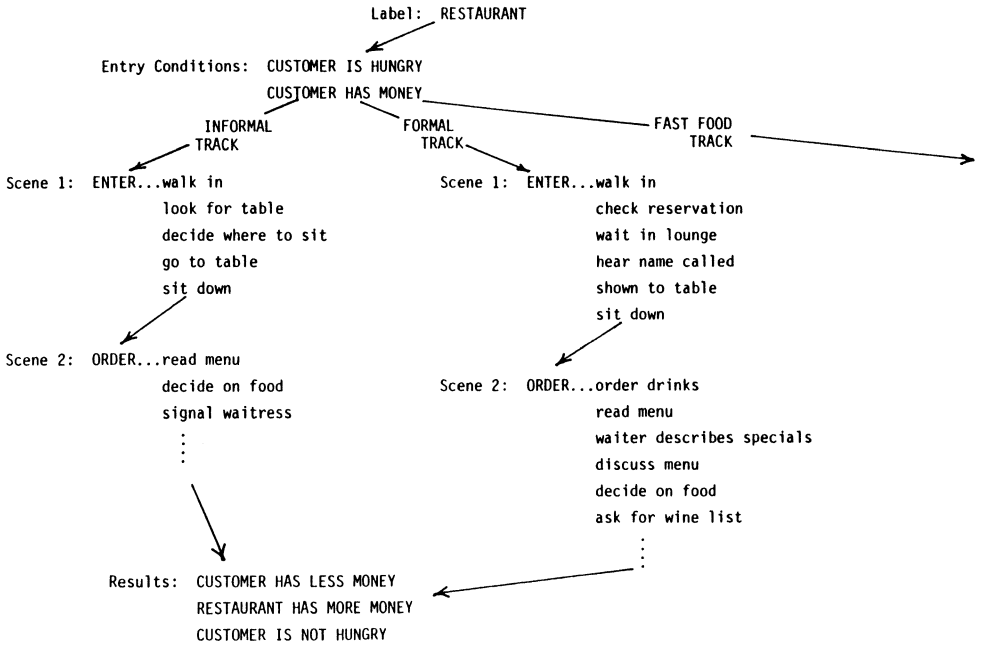 Label: RESTAURANT
Entry Conditions: CUSTOMER IS HUNGRY
CUSTOMER HAS MONEY
INFORMAL
TRACK
FORMAL
TRACK
FAST FOOD
TRACK
Scene 1: ENTER...walk in
look for table
decide where to sit
go to table
sit down
Scene 2: ORDER...read menu
decide on food
signal waitress
Scene 1: ENTER...walk in
check reservation
wait in lounge
hear name called
shown to table
sit down
Scene 2: ORDER...order drinks
read menu
waiter describes specials
discuss menu
decide on food
ask for wine list
Results: CUSTOMER HAS LESS MONEY
RESTAURANT HAS MORE MONEY
CUSTOMER IS NOT HUNGRY